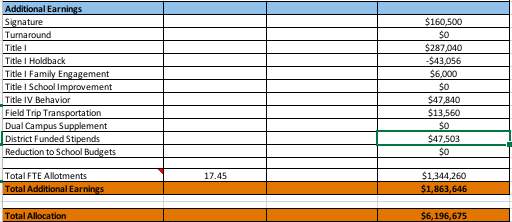 Additional Earnings
Signature $160,500
Turnaround $0
Title I $287,040
Title I Holdback -$43,056
Title I Family Engagement $6,000
Title I School Improvement $0
Title IV Behavior $47,840
Field Trip Transportation $13,560
Dual Campus Supplement $0
District Funded Stipends $47,503
Reduction to School Budgets $0
Total FTE Allotments 17.45 $1,344,260
Total Additional Earnings $1,863,646
Total Allocation $6,196,675